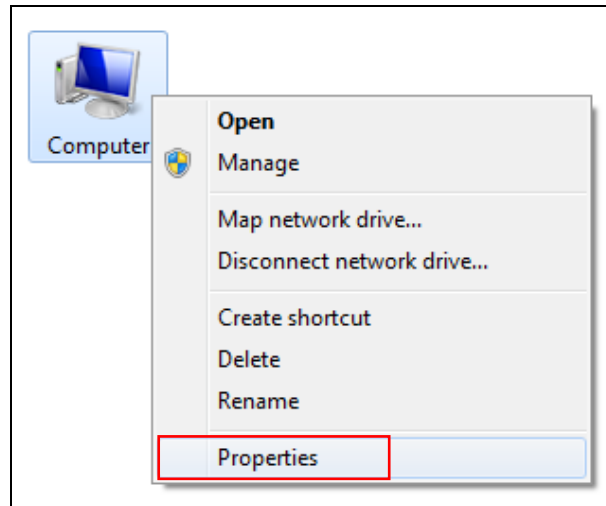 Computer
Open
Manage
Map network drive...
Disconnect network drive...
Create shortcut
Delete
Rename
Properties